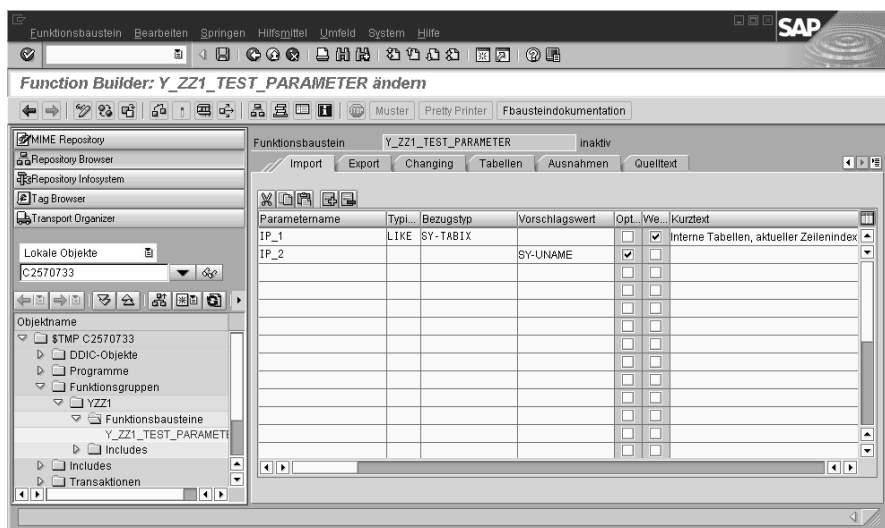 Funktionsbaustein Bearbeiten Springen Hilfsmittel Umfeld System Hilfe
SAP
Function Builder: Y_ZZ1_TEST_PARAMETER ändern
Muster Pretty Printer Fbausteindokumentation
MIME Repository
Repository Browser
Repository Infosystem
Tag Browser
Transport Organizer
Lokale Objekte
C2570733
Objektname
$TMP C2570733
DDIC-Objekte
Programme
Funktionsgruppen
YZZ1
Funktionsbausteine
Y_ZZ1_TEST_PARAMETE
Includes
Includes
Transaktionen
Funktionsbaustein Y_ZZ1_TEST_PARAMETER inaktiv
Import Export Changing Tabellen Ausnahmen Quelltext
Parametername Typi... Bezugstyp Vorschlagswert Opt... We... Kurztext
IP_1 LIKE SY-TABIX Interne Tabellen, aktueller Zeilenindex
IP_2 SY-UNAME